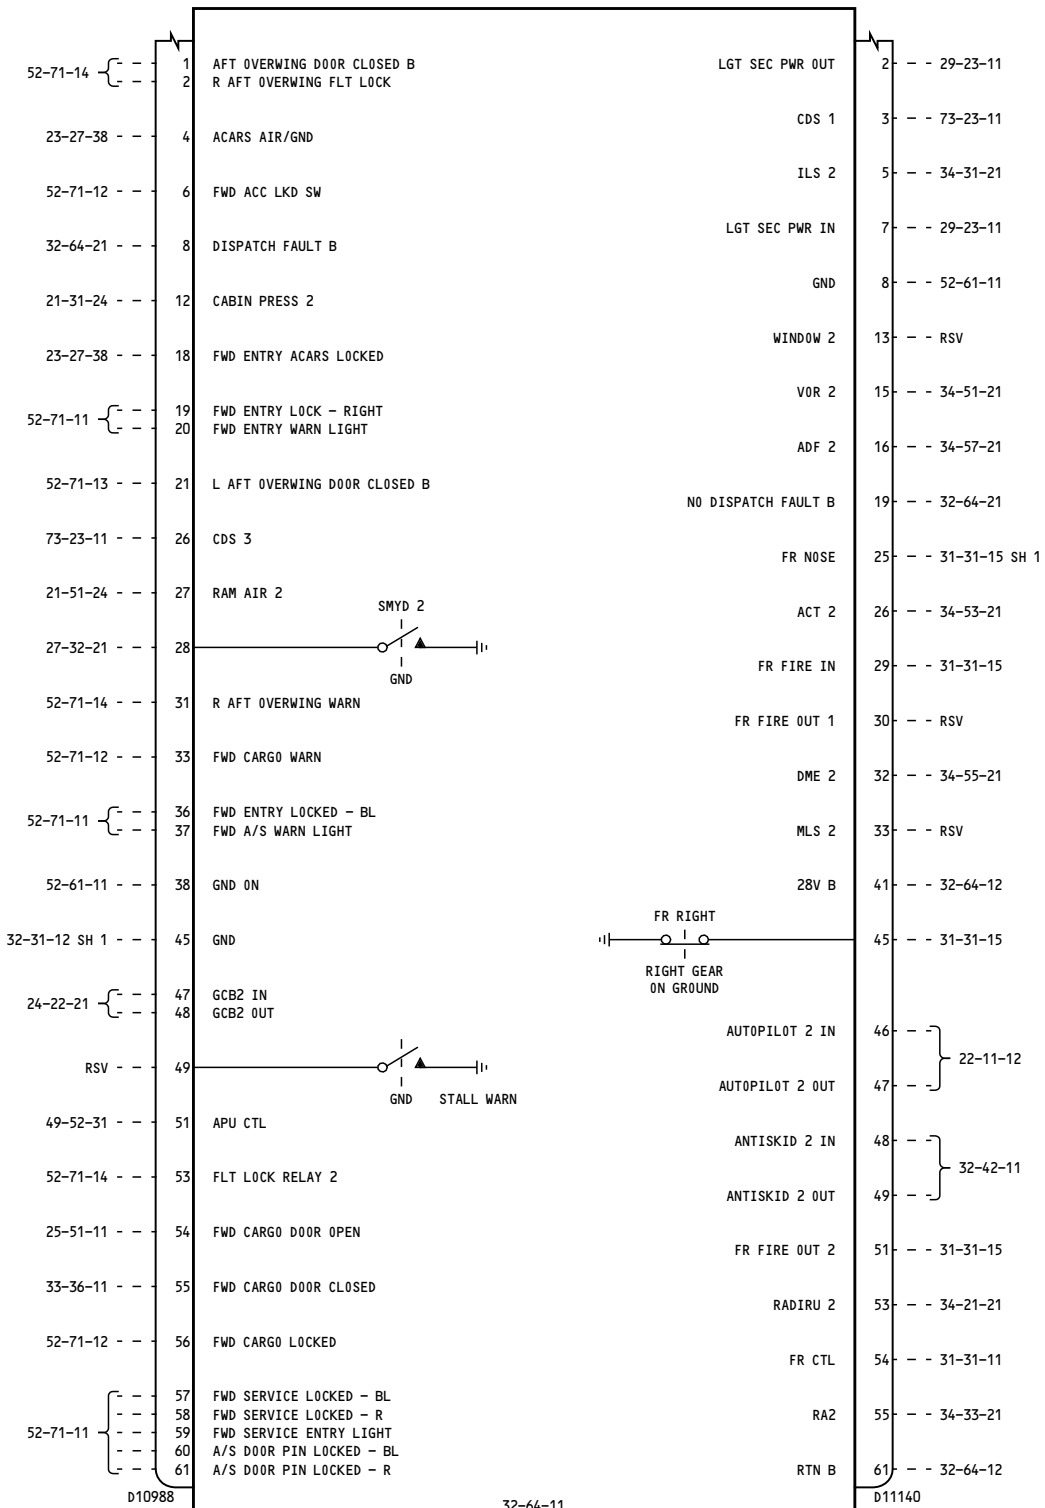 52-71-14 1 AFT OVERWING DOOR CLOSED B
2 R AFT OVERWING FLT LOCK
23-27-38 4 ACARS AIR/GND
52-71-12 6 FWD ACC LKD SW
32-64-21 8 DISPATCH FAULT B
21-31-24 12 CABIN PRESS 2
23-27-38 18 FWD ENTRY ACARS LOCKED
52-71-11 19 FWD ENTRY LOCK - RIGHT
20 FWD ENTRY WARN LIGHT
52-71-13 21 L AFT OVERWING DOOR CLOSED B
73-23-11 26 CDS 3
21-51-24 27 RAM AIR 2
SMYD 2
27-32-21 28
GND
52-71-14 31 R AFT OVERWING WARN
52-71-12 33 FWD CARGO WARN
52-71-11 36 FWD ENTRY LOCKED - BL
37 FWD A/S WARN LIGHT
52-61-11 38 GND ON
32-31-12 SH 1 45 GND
24-22-21 47 GCB2 IN
48 GCB2 OUT
RSV 49
GND STALL WARN
49-52-31 51 APU CTL
52-71-14 53 FLT LOCK RELAY 2
25-51-11 54 FWD CARGO DOOR OPEN
33-36-11 55 FWD CARGO DOOR CLOSED
52-71-12 56 FWD CARGO LOCKED
52-71-11 57 FWD SERVICE LOCKED - BL
58 FWD SERVICE LOCKED - R
59 FWD SERVICE ENTRY LIGHT
60 A/S DOOR PIN LOCKED - BL
61 A/S DOOR PIN LOCKED - R
D10988
LGT SEC PWR OUT 2 29-23-11
CDS 1 3 73-23-11
ILS 2 5 34-31-21
LGT SEC PWR IN 7 29-23-11
GND 8 52-61-11
WINDOW 2 13 RSV
VOR 2 15 34-51-21
ADF 2 16 34-57-21
NO DISPATCH FAULT B 19 32-64-21
FR NOSE 25 31-31-15 SH 1
ACT 2 26 34-53-21
FR FIRE IN 29 31-31-15
FR FIRE OUT 1 30 RSV
DME 2 32 34-55-21
MLS 2 33 RSV
28V B 41 32-64-12
FR RIGHT
45 31-31-15
RIGHT GEAR
ON GROUND
AUTOPILOT 2 IN 46 22-11-12
AUTOPILOT 2 OUT 47
ANTISKID 2 IN 48 32-42-11
ANTISKID 2 OUT 49
FR FIRE OUT 2 51 31-31-15
RADIRU 2 53 34-21-21
FR CTL 54 31-31-11
RA2 55 34-33-21
RTN B 61 32-64-12
D11140
32-64-11